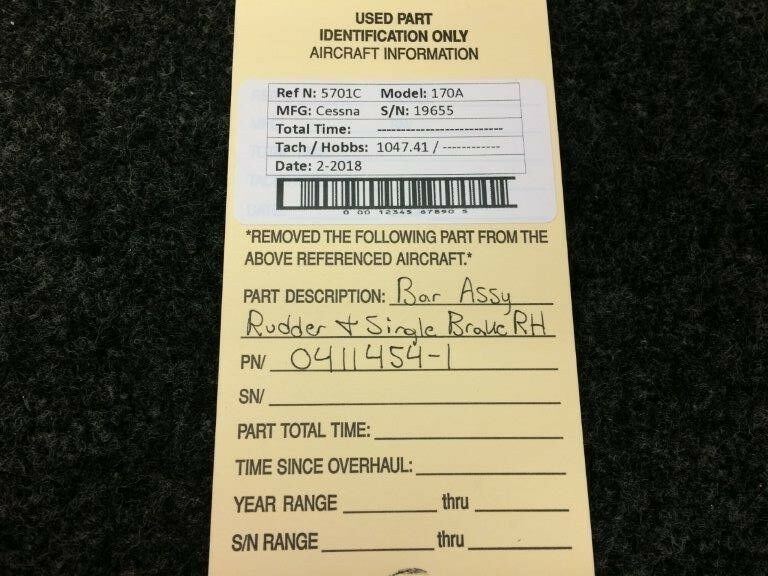 USED PART
IDENTIFICATION ONLY
AIRCRAFT INFORMATION
Ref N: 5701C Model: 170A
MFG: Cessna S/N: 19655
Total Time: --------------------------
Tach / Hobbs: 1047.41 / ------------
Date: 2-2018
0 00 12345 67890 5
*REMOVED THE FOLLOWING PART FROM THE
ABOVE REFERENCED AIRCRAFT.*
PART DESCRIPTION: Bar Assy
Rudder + Single Brake RH
PN/ 0411454-1
SN/
PART TOTAL TIME:
TIME SINCE OVERHAUL:
YEAR RANGE thru
S/N RANGE thru